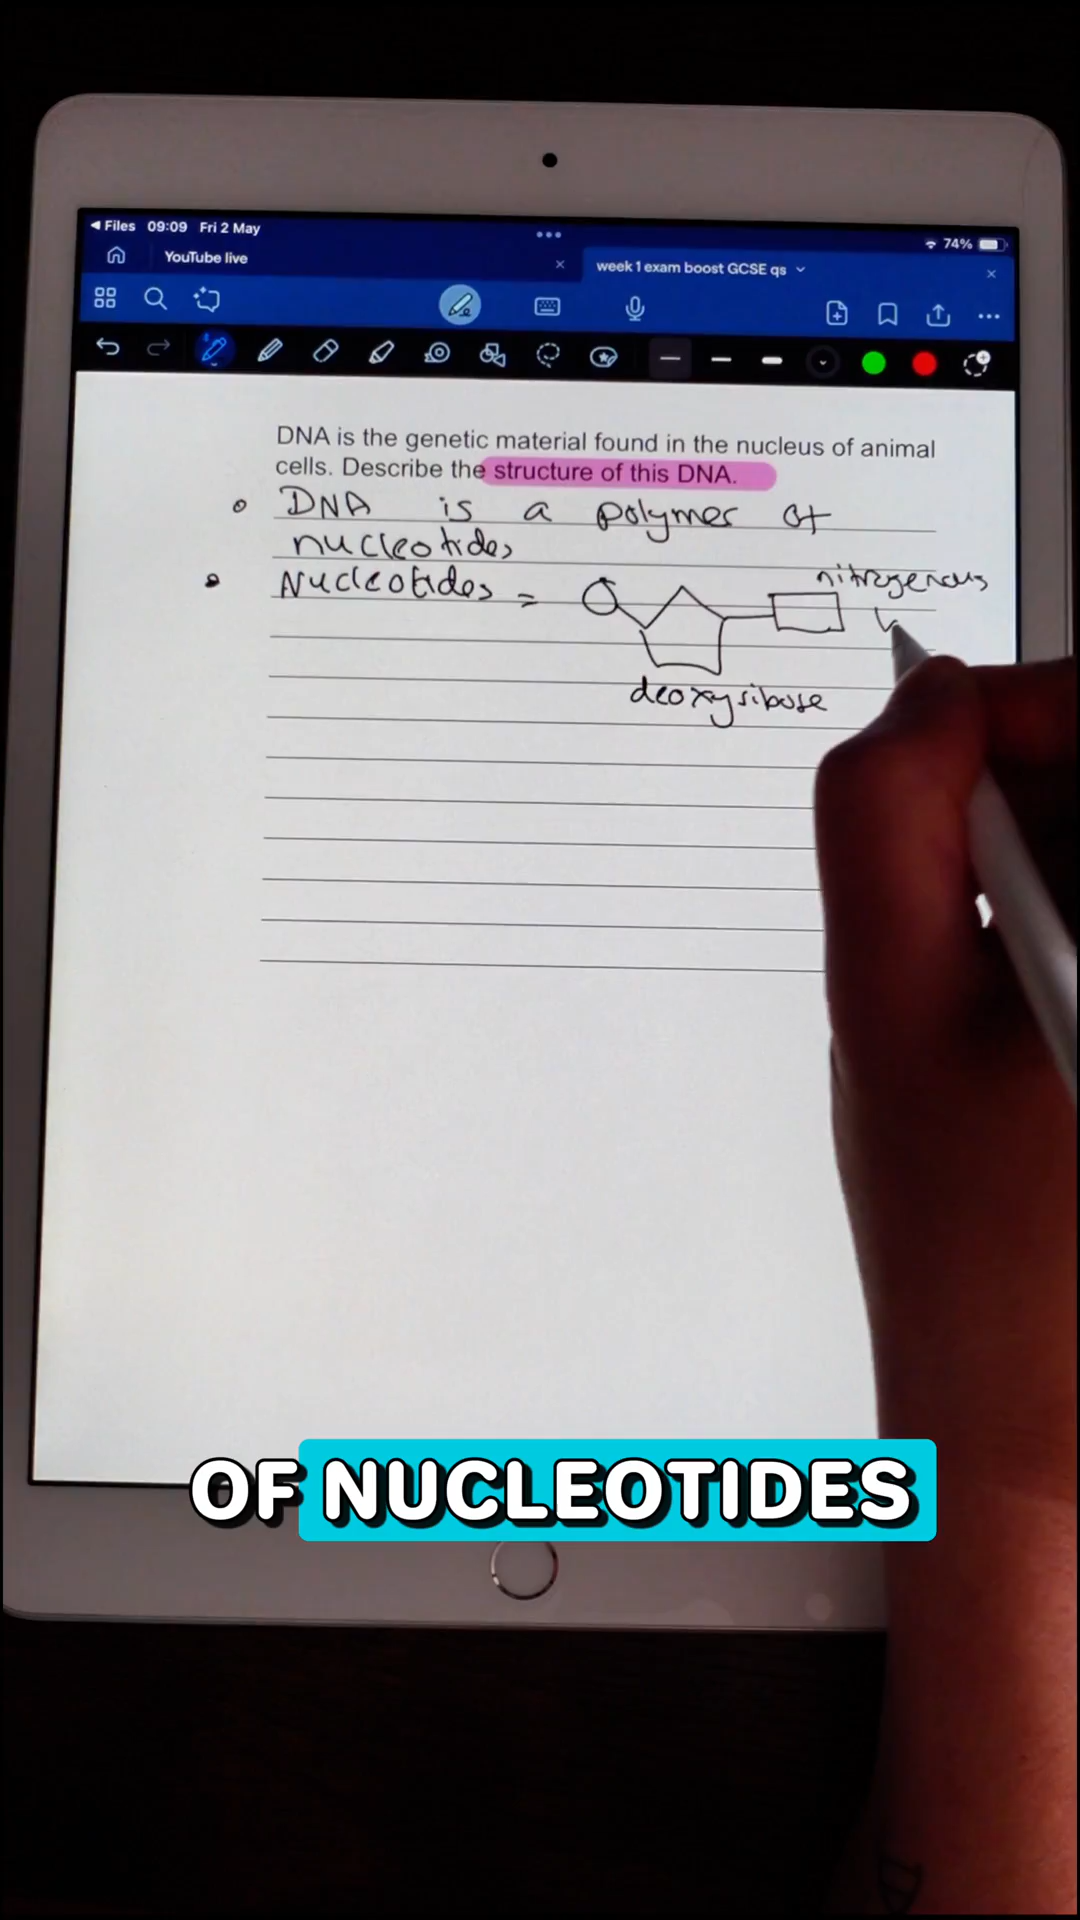 Files 09:09 Fri 2 May
74%
YouTube live
week 1 exam boost GCSE qs
DNA is the genetic material found in the nucleus of animal
cells. Describe the structure of this DNA.
DNA is a polymer of
nucleotides
Nucleotides =
nitrogenous
deoxyribose
OF NUCLEOTIDES